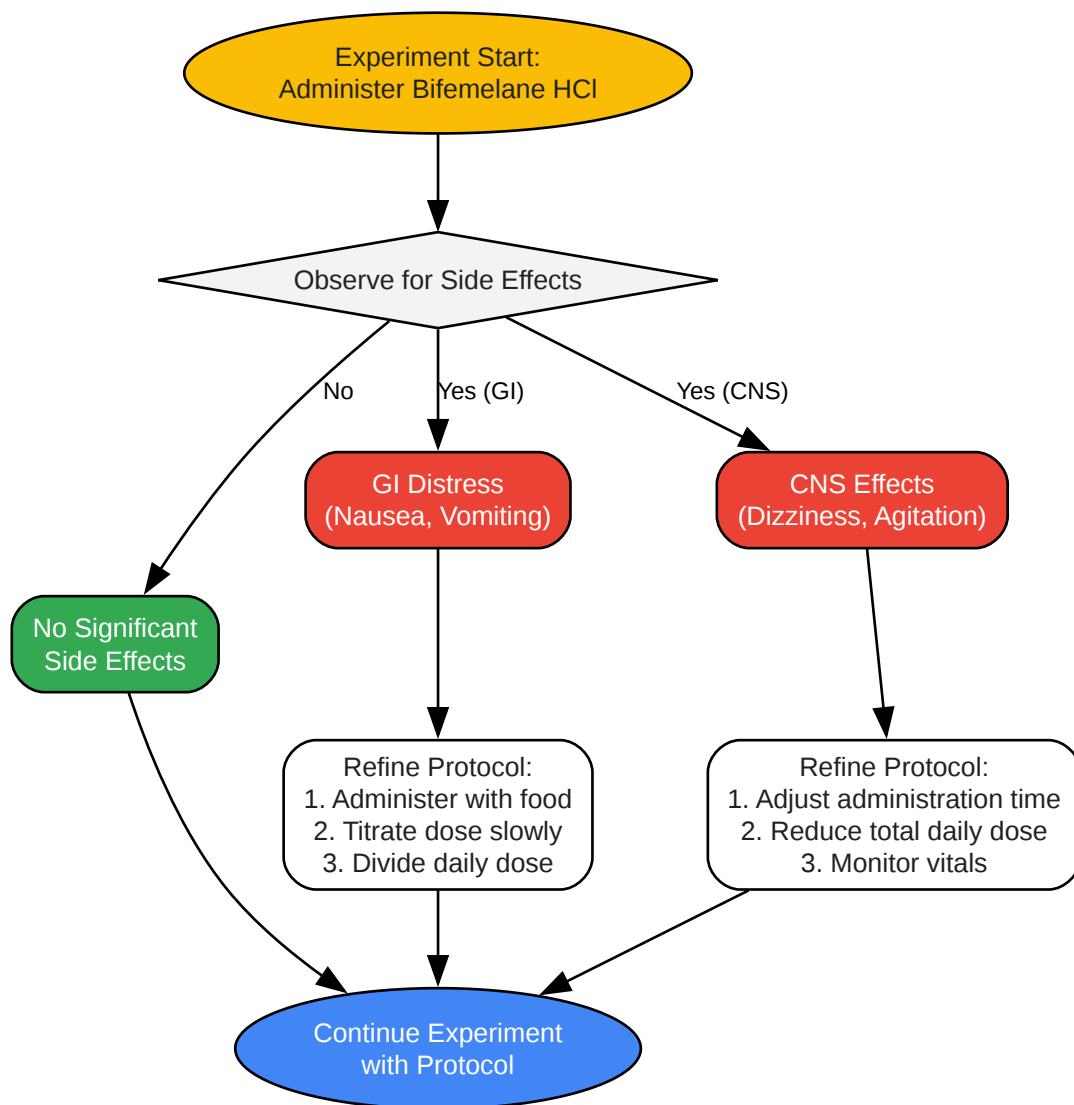 Experiment Start:
Administer Bifemelane HCl
Observe for Side Effects
No
Yes (GI)
Yes (CNS)
GI Distress
(Nausea, Vomiting)
CNS Effects
(Dizziness, Agitation)
No Significant
Side Effects
Refine Protocol:
1. Administer with food
2. Titrate dose slowly
3. Divide daily dose
Refine Protocol:
1. Adjust administration time
2. Reduce total daily dose
3. Monitor vitals
Continue Experiment
with Protocol